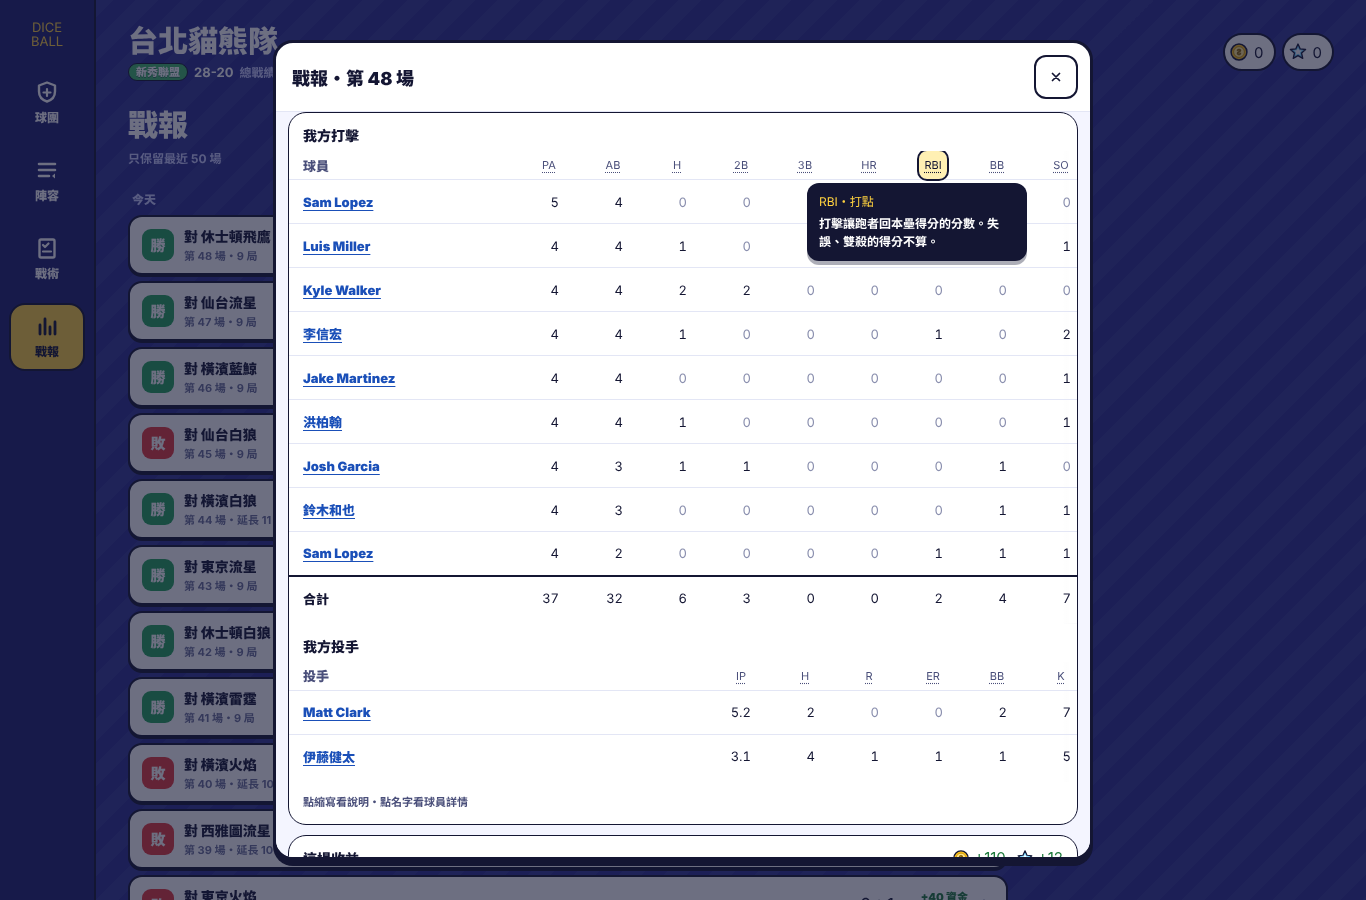 DICE
BALL
球團
陣容
戰術
戰報
台北貓熊隊
新秀聯盟 28-20 總戰績
0 0
戰報
只保留最近 50 場
今天
勝 對 休士頓飛鷹
第 48 場・9 局
勝 對 仙台流星
第 47 場・9 局
勝 對 橫濱藍鯨
第 46 場・9 局
敗 對 仙台白狼
第 45 場・9 局
勝 對 橫濱白狼
第 44 場・延長 11
勝 對 東京流星
第 43 場・9 局
勝 對 休士頓白狼
第 42 場・9 局
勝 對 橫濱雷霆
第 41 場・9 局
敗 對 橫濱火焰
第 40 場・延長 10
敗 對 西雅圖流星
第 39 場・延長 10
對 東京火焰
+40 資金
戰報・第 48 場
×
我方打擊
球員 PA AB H 2B 3B HR RBI BB SO
Sam Lopez 5 4 0 0 0
RBI・打點
打擊讓跑者回本壘得分的分數。失
誤、雙殺的得分不算。
Luis Miller 4 4 1 0 1
Kyle Walker 4 4 2 2 0 0 0 0 0
李信宏 4 4 1 0 0 0 1 0 2
Jake Martinez 4 4 0 0 0 0 0 0 1
洪柏翰 4 4 1 0 0 0 0 0 1
Josh Garcia 4 3 1 1 0 0 0 1 0
鈴木和也 4 3 0 0 0 0 0 1 1
Sam Lopez 4 2 0 0 0 0 1 1 1
合計 37 32 6 3 0 0 2 4 7
我方投手
投手 IP H R ER BB K
Matt Clark 5.2 2 0 0 2 7
伊藤健太 3.1 4 1 1 1 5
點縮寫看說明・點名字看球員詳情
這場收益 +110 +12